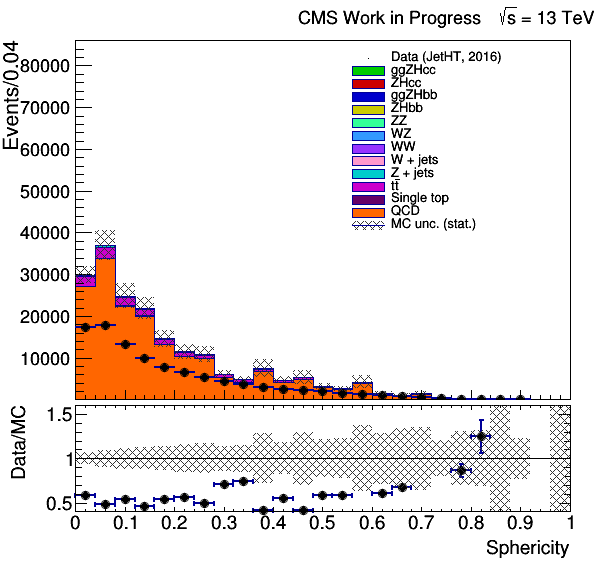 CMS Work in Progress √s = 13 TeV
Events/0.04
80000
70000
60000
50000
40000
30000
20000
10000
Data (JetHT, 2016)
ggZHcc
ZHcc
ggZHbb
ZHbb
ZZ
WZ
WW
W + jets
Z + jets
tt̄
Single top
QCD
MC unc. (stat.)
Data/MC
1.5
1
0.5
0 0.1 0.2 0.3 0.4 0.5 0.6 0.7 0.8 0.9 1
Sphericity